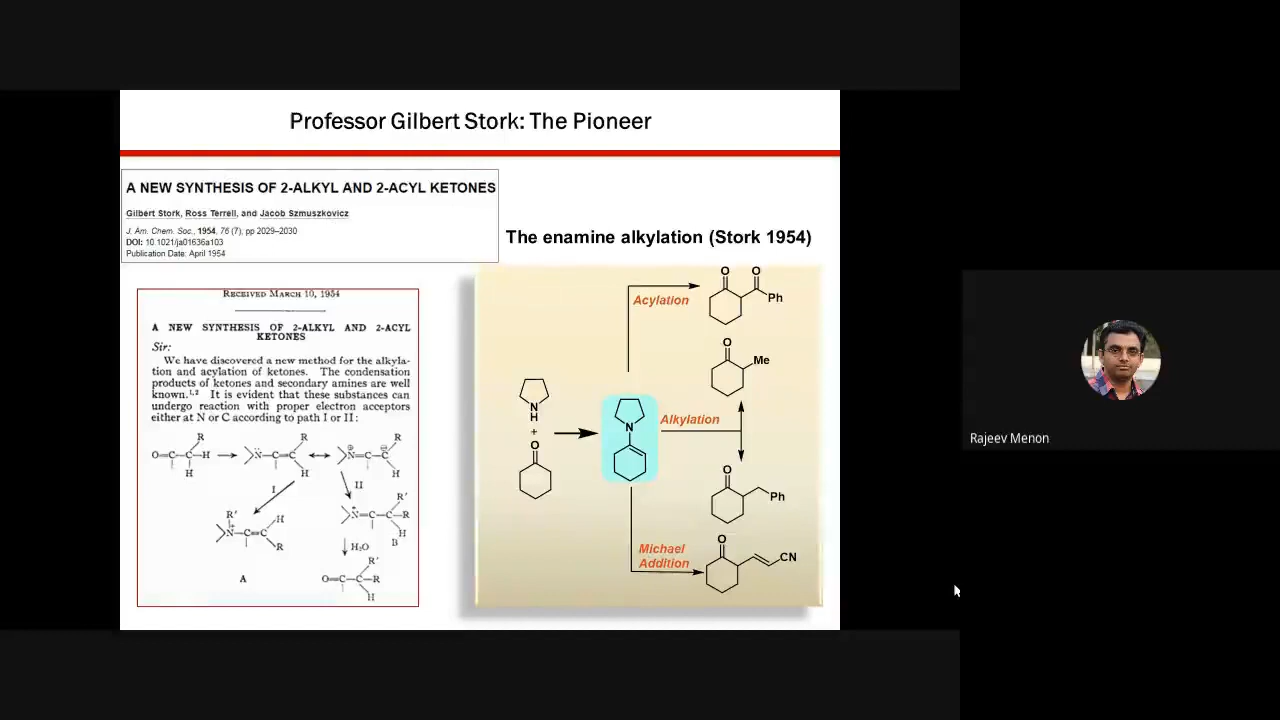 Professor Gilbert Stork: The Pioneer
A NEW SYNTHESIS OF 2-ALKYL AND 2-ACYL KETONES
Gilbert Stork, Ross Terrell, and Jacob Szmuszkovicz
J. Am. Chem. Soc., 1954, 76 (7), pp 2029–2030
DOI: 10.1021/ja01636a103
Publication Date: April 1954
The enamine alkylation (Stork 1954)
RECEIVED MARCH 10, 1954
A NEW SYNTHESIS OF 2-ALKYL AND 2-ACYL
KETONES
Sir:
We have discovered a new method for the alkyla-
tion and acylation of ketones. The condensation
products of ketones and secondary amines are well
known.1,2 It is evident that these substances can
undergo reaction with proper electron acceptors
either at N or C according to path I or II:
R
R
R
O=C—C—H
N—C=C
N=C—C
H
H
H
I
II
R'
H
N—C=C
R
A
R'
N=C—C—R
H
B
H₂O
R'
O=C—C—R
H
N
H
+
O
N
Acylation
O
O
Ph
O
Me
Alkylation
O
Ph
Michael
Addition
O
CN
Rajeev Menon